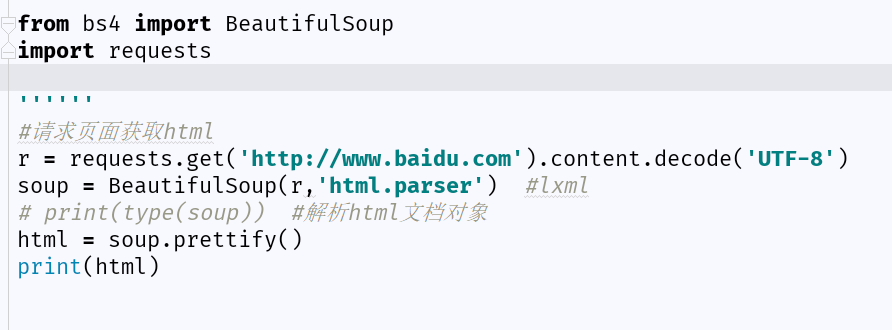 from bs4 import BeautifulSoup
import requests
''''''
#请求页面获取html
r = requests.get('http://www.baidu.com').content.decode('UTF-8')
soup = BeautifulSoup(r,'html.parser')  #lxml
# print(type(soup))  #解析html文档对象
html = soup.prettify()
print(html)